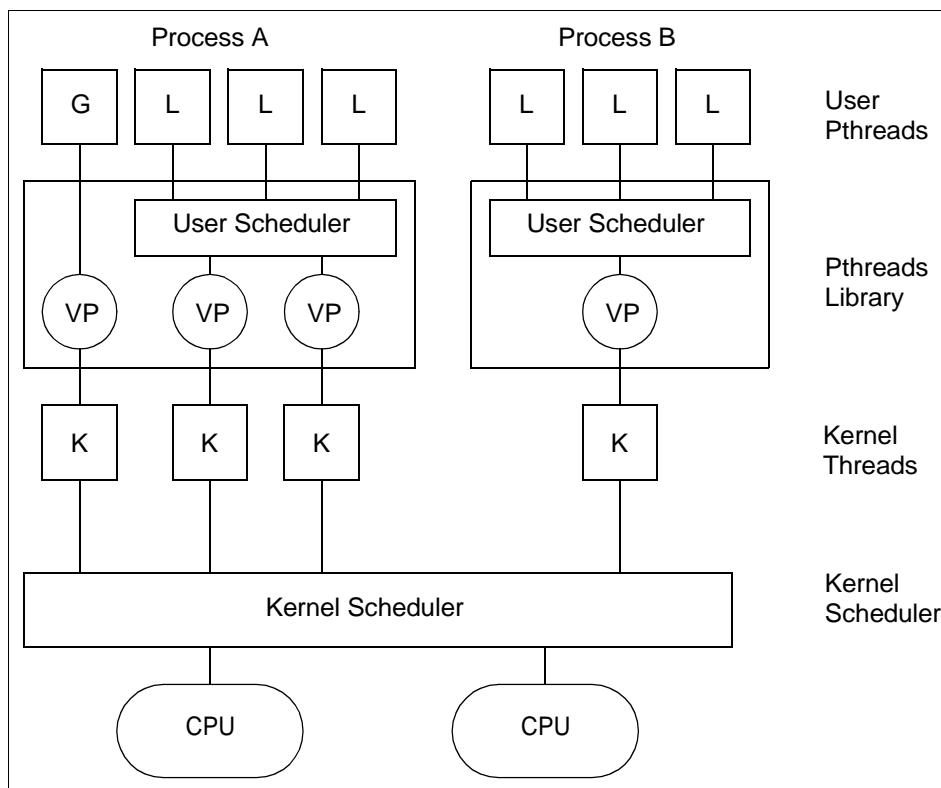 Process A
Process B
G L L L
L L L
User
Pthreads
User Scheduler
User Scheduler
VP VP VP
VP
Pthreads
Library
K K K
K
Kernel
Threads
Kernel Scheduler
Kernel
Scheduler
CPU
CPU